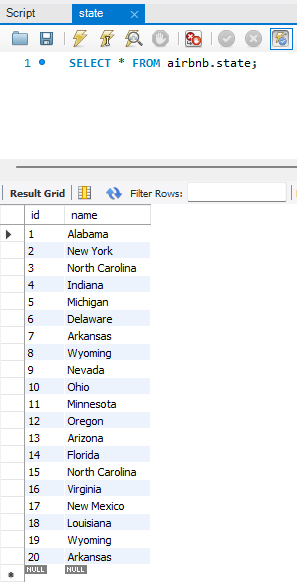 Script state x
1 SELECT * FROM airbnb.state;
Result Grid Filter Rows:
id name
1 Alabama
2 New York
3 North Carolina
4 Indiana
5 Michigan
6 Delaware
7 Arkansas
8 Wyoming
9 Nevada
10 Ohio
11 Minnesota
12 Oregon
13 Arizona
14 Florida
15 North Carolina
16 Virginia
17 New Mexico
18 Louisiana
19 Wyoming
20 Arkansas
NULL NULL